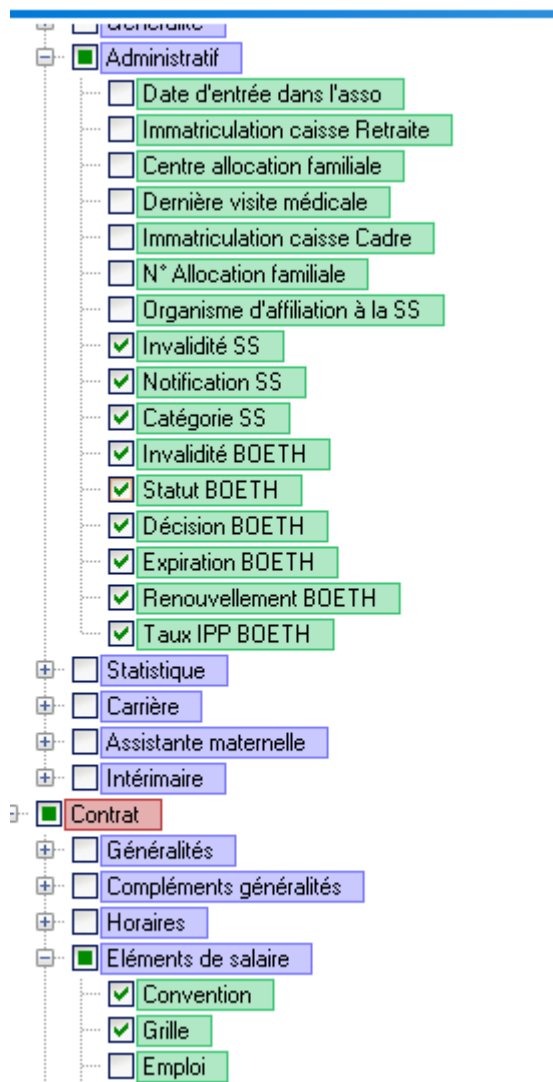 Généralité
Administratif
Date d'entrée dans l'asso
Immatriculation caisse Retraite
Centre allocation familiale
Dernière visite médicale
Immatriculation caisse Cadre
N° Allocation familiale
Organisme d'affiliation à la SS
Invalidité SS
Notification SS
Catégorie SS
Invalidité BOETH
Statut BOETH
Décision BOETH
Expiration BOETH
Renouvellement BOETH
Taux IPP BOETH
Statistique
Carrière
Assistante maternelle
Intérimaire
Contrat
Généralités
Compléments généralités
Horaires
Eléments de salaire
Convention
Grille
Emploi